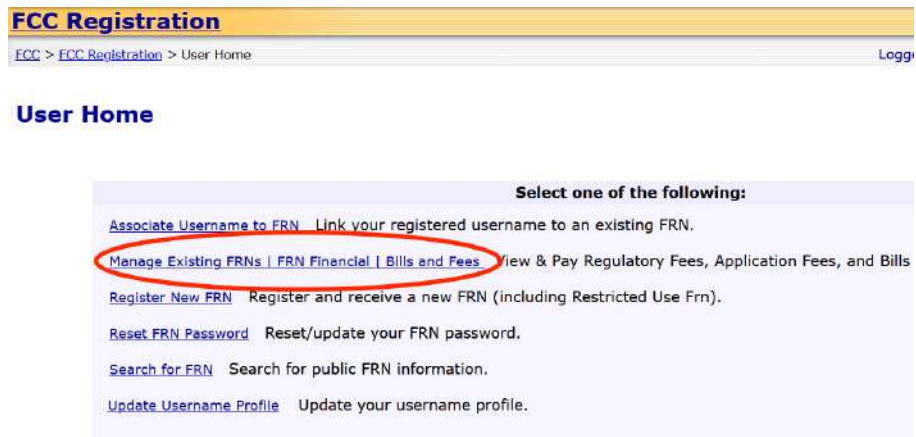 FCC Registration
FCC > FCC Registration > User Home
User Home
Select one of the following:
Associate Username to FRN Link your registered username to an existing FRN.
Manage Existing FRNs | FRN Financial | Bills and Fees View & Pay Regulatory Fees, Application Fees, and Bills
Register New FRN Register and receive a new FRN (including Restricted Use Frn).
Reset FRN Password Reset/update your FRN password.
Search for FRN Search for public FRN information.
Update Username Profile Update your username profile.